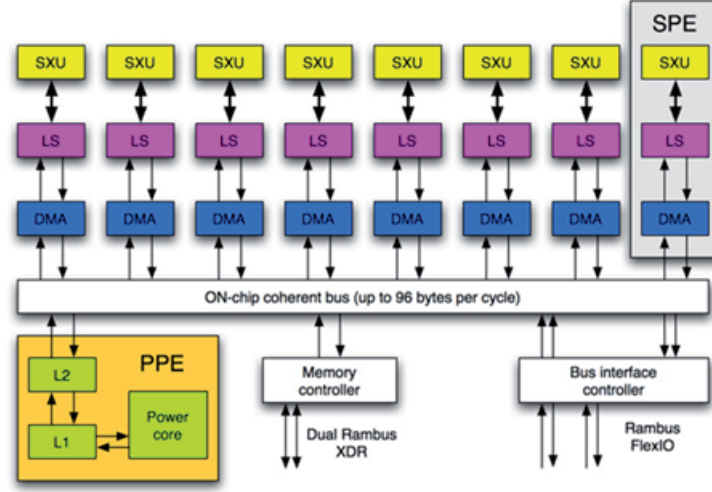 SPE
SXU SXU SXU SXU SXU SXU SXU SXU
LS LS LS LS LS LS LS LS
DMA DMA DMA DMA DMA DMA DMA DMA
ON-chip coherent bus (up to 96 bytes per cycle)
PPE
L2
L1
Power
core
Memory
controller
Dual Rambus
XDR
Bus interface
controller
Rambus
FlexIO